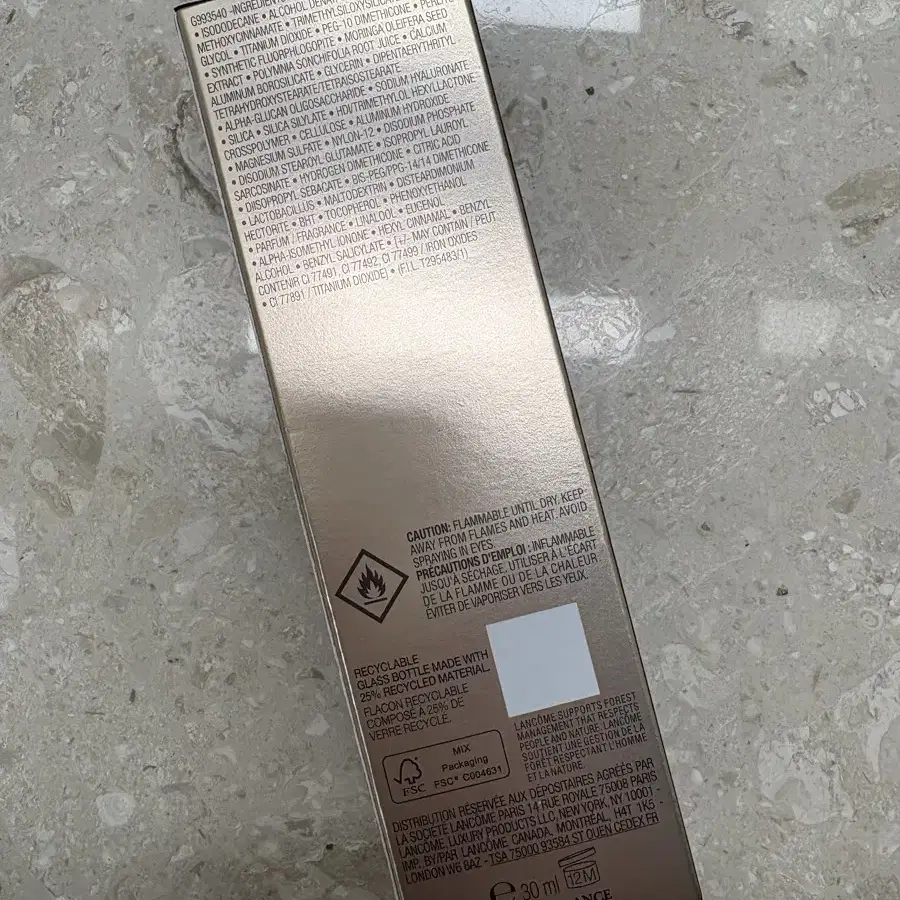 G993540 - INGREDIEN
• ISODODECANE • ALCOHOL DENAT
METHOXYCINNAMATE • TRIMETHYLSILOXYSILICATE
GLYCOL • TITANIUM DIOXIDE • PEG-10 DIMETHICONE •
• SYNTHETIC FLUORPHLOGOPITE • MORINGA OLEIFERA SEED
EXTRACT • POLYMNIA SONCHIFOLIA ROOT JUICE • CALCIUM
ALUMINUM BOROSILICATE • GLYCERIN • DIPENTAERYTHRITYL
TETRAHYDROXYSTEARATE/TETRAISOSTEARATE
• ALPHA-GLUCAN OLIGOSACCHARIDE • SODIUM HYALURONATE
• SILICA • SILICA SILYLATE • HDI/TRIMETHYLOL HEXYLLACTONE
CROSSPOLYMER • CELLULOSE • ALUMINUM HYDROXIDE
• MAGNESIUM SULFATE • NYLON-12 • DISODIUM PHOSPHATE
• DISODIUM STEAROYL GLUTAMATE • ISOPROPYL LAUROYL
SARCOSINATE • HYDROGEN DIMETHICONE • CITRIC ACID
• DIISOPROPYL SEBACATE • BIS-PEG/PPG-14/14 DIMETHICONE
• LACTOBACILLUS • MALTODEXTRIN • DISTEARDIMONIUM
HECTORITE • BHT • TOCOPHEROL • PHENOXYETHANOL
• PARFUM / FRAGRANCE • LINALOOL • EUGENOL
• ALPHA-ISOMETHYL IONONE • HEXYL CINNAMAL • BENZYL
ALCOHOL • BENZYL SALICYLATE • [+/- MAY CONTAIN / PEUT
CONTENIR CI 77491, CI 77492, CI 77499 / IRON OXIDES
• CI 77891 / TITANIUM DIOXIDE] • (F.I.L. T295483/1)
CAUTION: FLAMMABLE UNTIL DRY. KEEP
AWAY FROM FLAMES AND HEAT. AVOID
SPRAYING IN EYES.
PRÉCAUTIONS D'EMPLOI : INFLAMMABLE
JUSQU'À SÉCHAGE. UTILISER À L'ÉCART
DE LA FLAMME OU DE LA CHALEUR.
ÉVITER DE VAPORISER VERS LES YEUX.
RECYCLABLE
GLASS BOTTLE MADE WITH
25% RECYCLED MATERIAL.
FLACON RECYCLABLE
COMPOSÉ À 25% DE
VERRE RECYCLÉ.
LANCÔME SUPPORTS FOREST
MANAGEMENT THAT RESPECTS
PEOPLE AND NATURE. LANCÔME
SOUTIENT UNE GESTION DE LA
FORÊT RESPECTANT L'HOMME
ET LA NATURE.
FSC
MIX
Packaging
FSC® C004631
DISTRIBUTION RÉSERVÉE AUX DÉPOSITAIRES AGRÉÉS PAR
LA SOCIÉTÉ LANCÔME PARIS 14 RUE ROYALE 75008 PARIS
LANCÔME LUXURY PRODUCTS LLC, NEW YORK, NY 10001 -
IMP. BY/PAR LANCÔME CANADA, MONTRÉAL, H4T 1K5 -
LONDON W6 8AZ - TSA 75000 93584 ST OUEN CEDEX FR
e 30 ml 12M